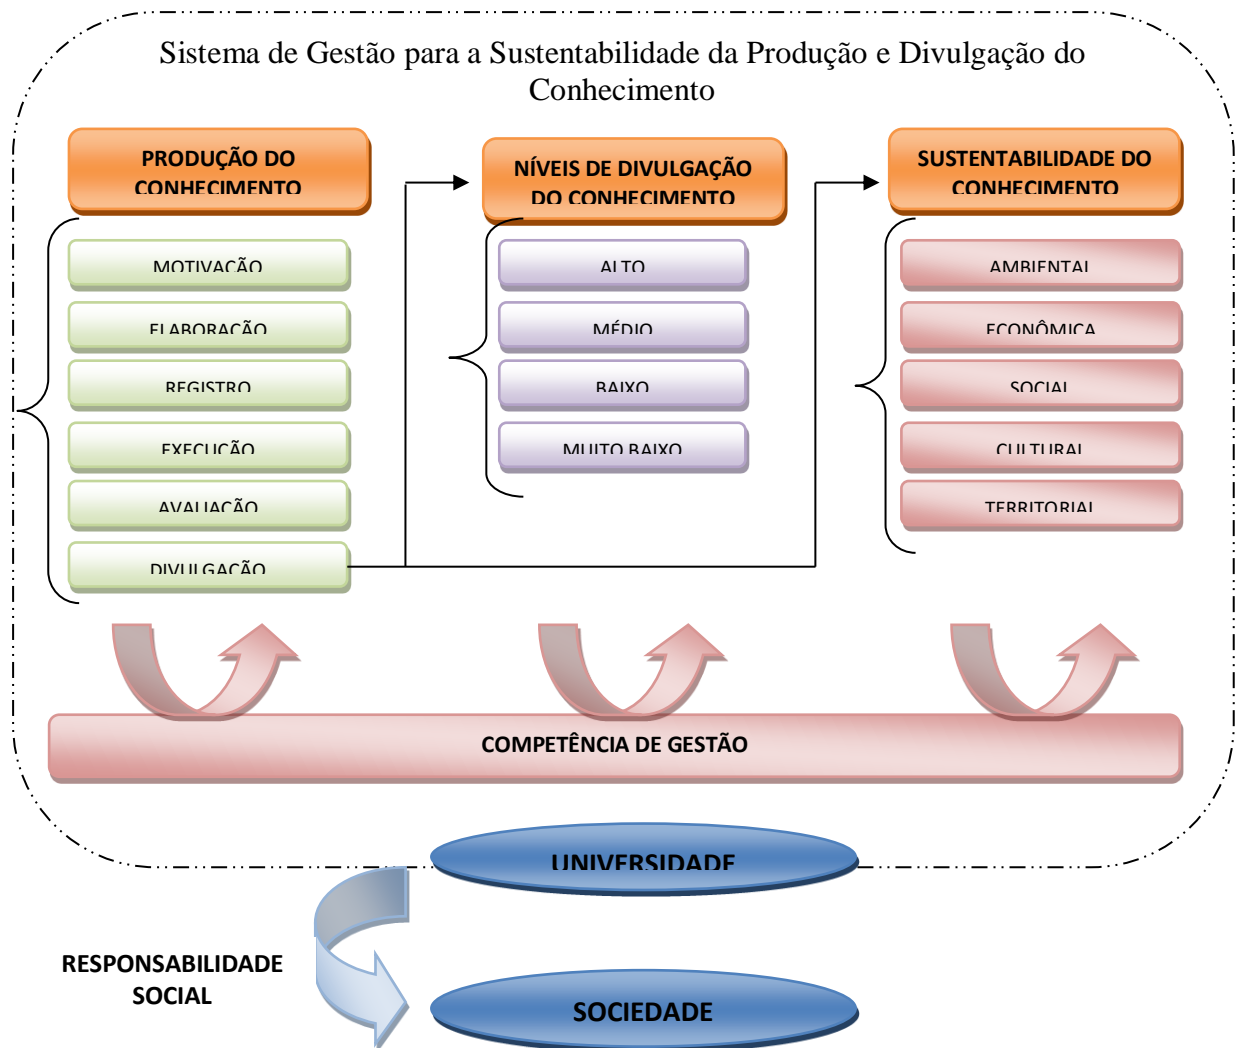 Sistema de Gestão para a Sustentabilidade da Produção e Divulgação do
Conhecimento
PRODUÇÃO DO
CONHECIMENTO
NÍVEIS DE DIVULGAÇÃO
DO CONHECIMENTO
SUSTENTABILIDADE DO
CONHECIMENTO
MOTIVAÇÃO
ELABORAÇÃO
REGISTRO
EXECUÇÃO
AVALIAÇÃO
DIVULGAÇÃO
ALTO
MÉDIO
BAIXO
MUITO BAIXO
AMBIENTAL
ECONÔMICA
SOCIAL
CULTURAL
TERRITORIAL
COMPETÊNCIA DE GESTÃO
UNIVERSIDADE
RESPONSABILIDADE
SOCIAL
SOCIEDADE